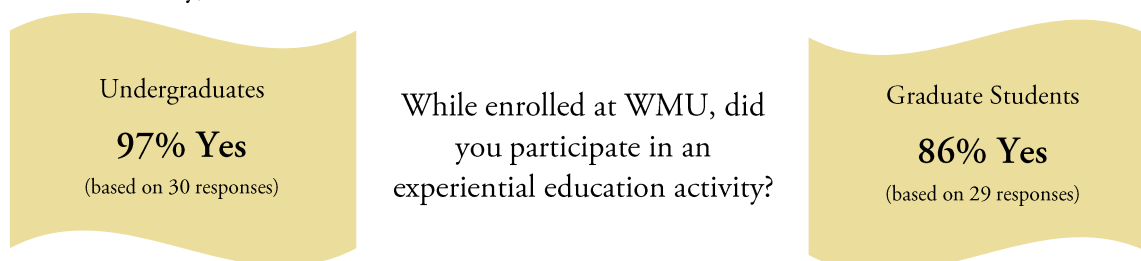 Undergraduates
97% Yes
(based on 30 responses)
While enrolled at WMU, did
you participate in an
experiential education activity?
Graduate Students
86% Yes
(based on 29 responses)